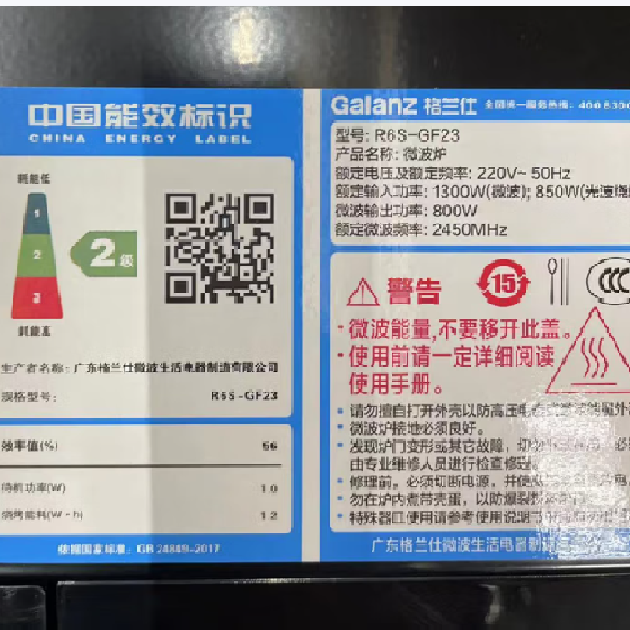 中国能效标识
CHINA ENERGY LABEL
耗能低
1
2
3
2级
耗能高
生产者名称: 广东格兰仕微波生活电器制造有限公司
规格型号: R6S-GF23
效率值(%) 56
待机功率(W) 1.0
烧烤能耗(W·h) 1.2
依据国家标准: GB 24849-2017
Galanz 格兰仕 全国统一服务热线: 400 830
型号: R6S-GF23
产品名称: 微波炉
额定电压及额定频率: 220V~ 50Hz
额定输入功率: 1300W(微波); 850W(光波烧
微波输出功率: 800W
额定微波频率: 2450MHz
警告
15
CCC
- 微波能量,不要移开此盖。
- 使用前请一定详细阅读
使用手册。
请勿擅自打开外壳以防高压电
微波炉接地必须良好。
发现炉门变形或其它故障,
由专业维修人员进行检查修
修理前,必须切断电源,并
勿在炉内煮带壳蛋,以防爆裂
特殊器皿使用请参考使用说明
广东格兰仕微波生活电器制造